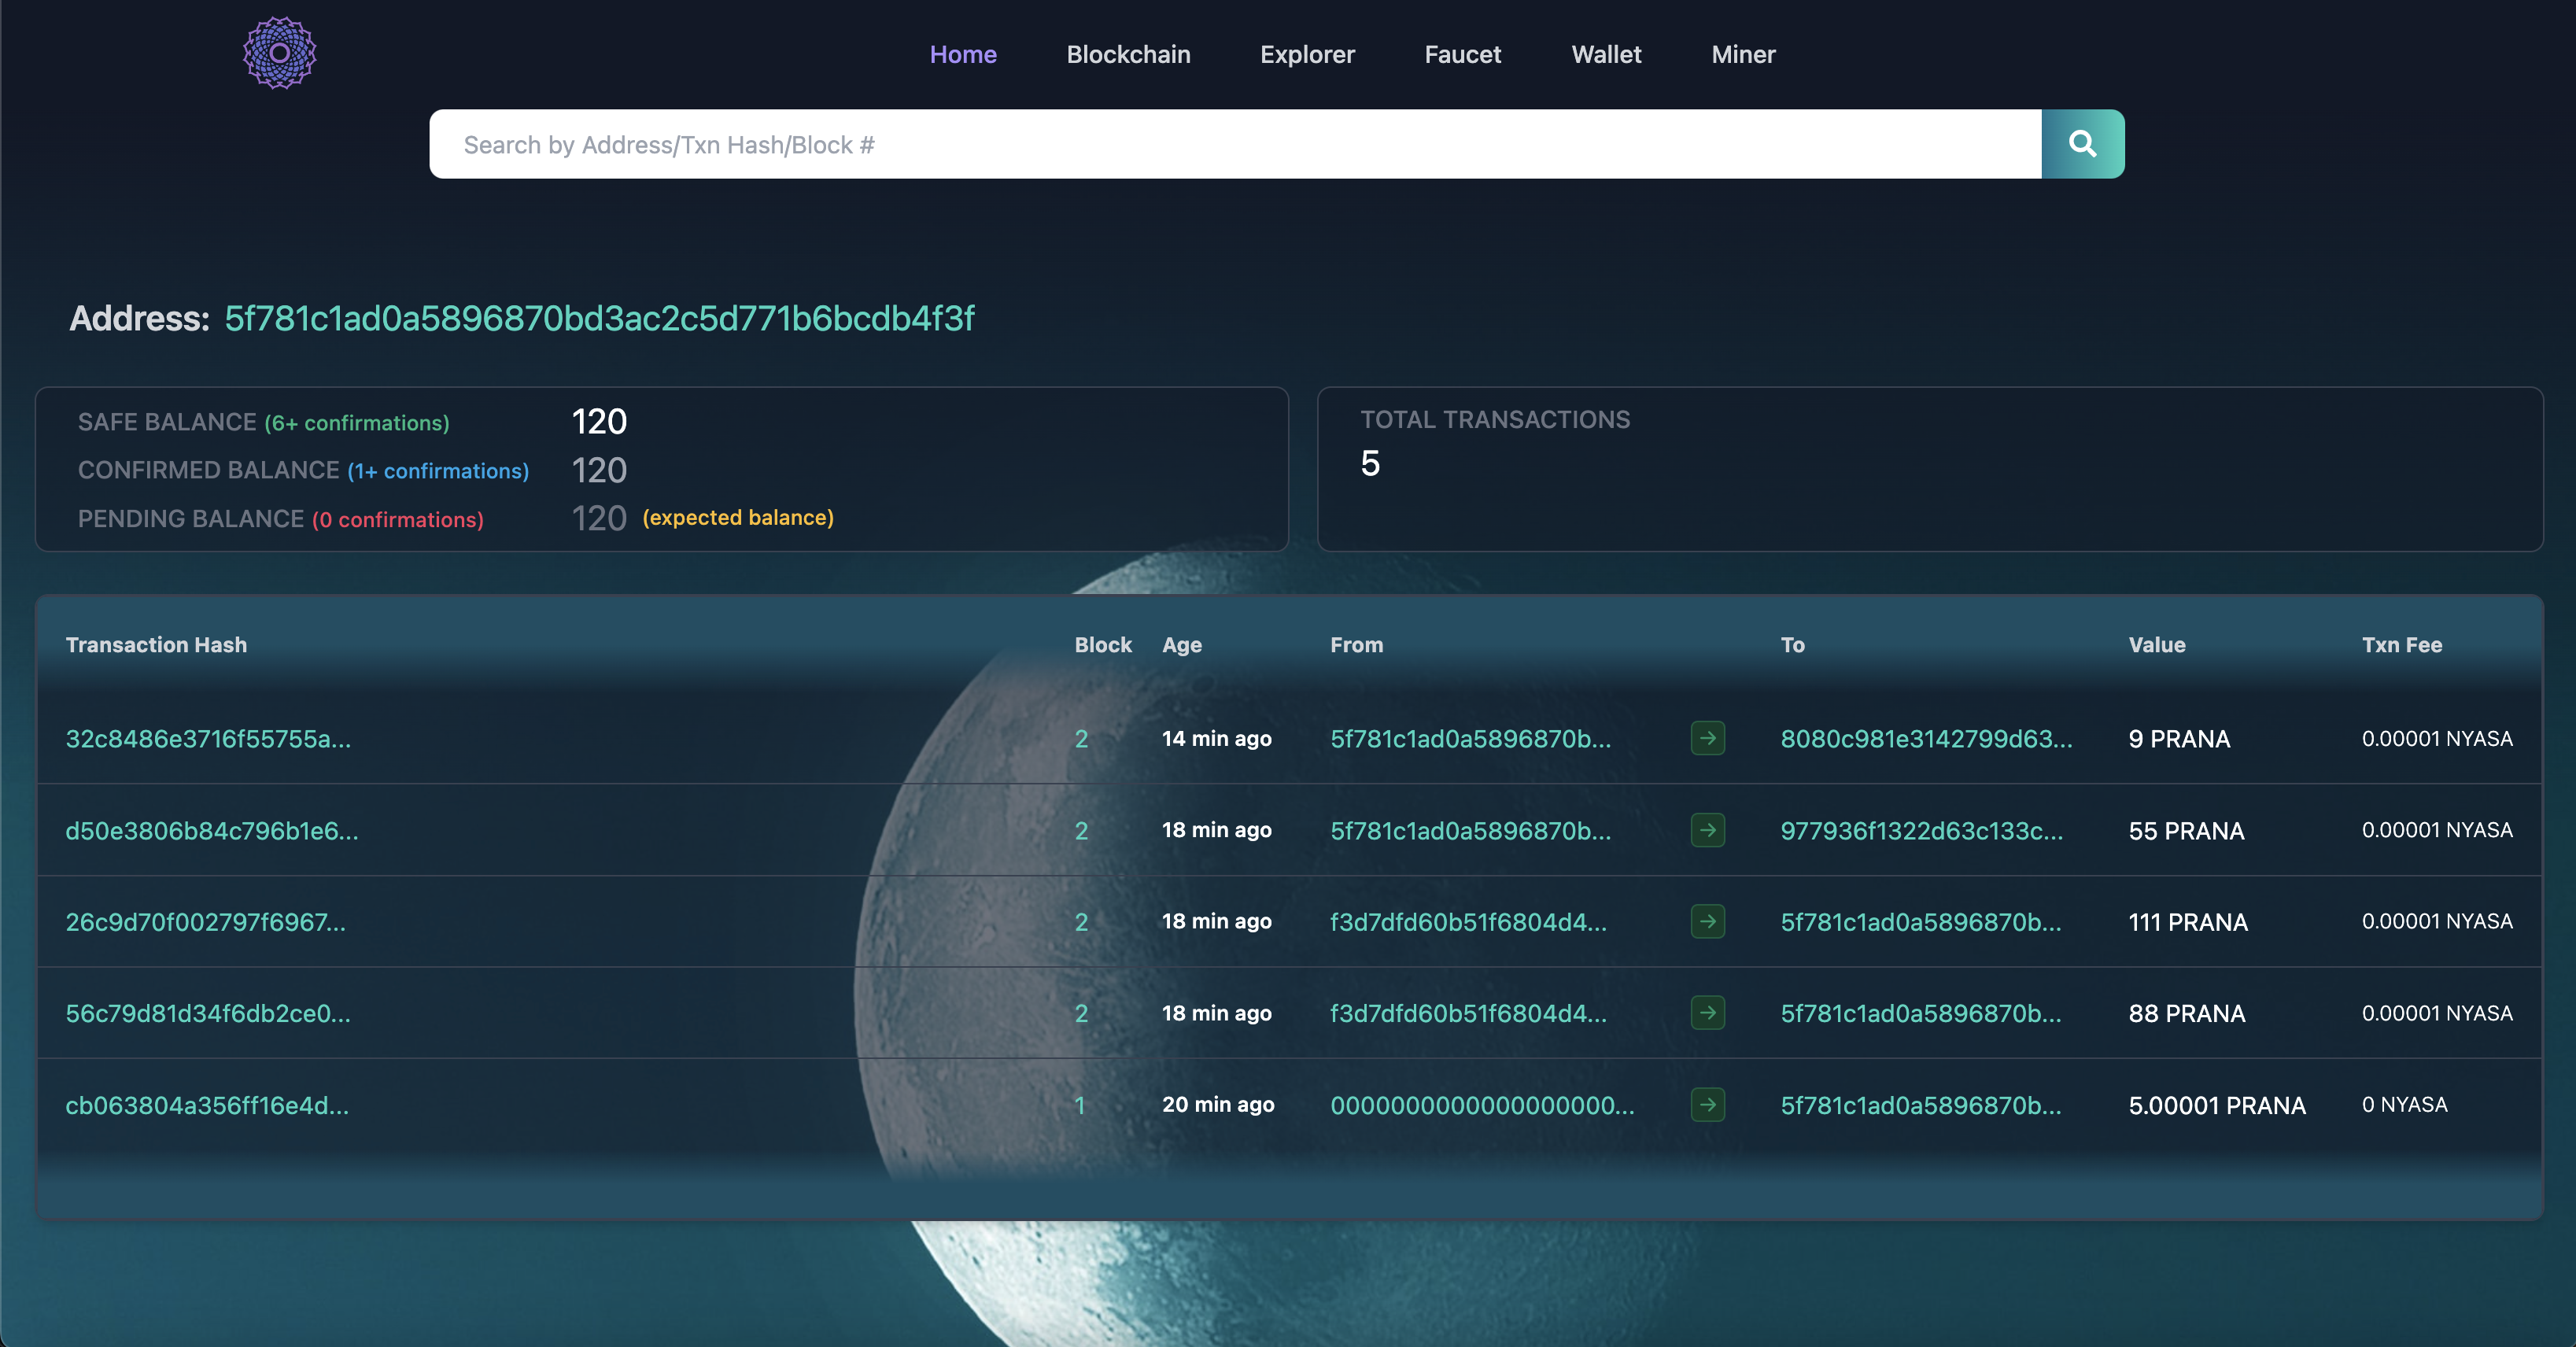 Home Blockchain Explorer Faucet Wallet Miner
Search by Address/Txn Hash/Block #
Address: 5f781c1ad0a5896870bd3ac2c5d771b6bcdb4f3f
SAFE BALANCE (6+ confirmations) 120
CONFIRMED BALANCE (1+ confirmations) 120
PENDING BALANCE (0 confirmations) 120 (expected balance)
TOTAL TRANSACTIONS
5
Transaction Hash Block Age From To Value Txn Fee
32c8486e3716f55755a... 2 14 min ago 5f781c1ad0a5896870b... 8080c981e3142799d63... 9 PRANA 0.00001 NYASA
d50e3806b84c796b1e6... 2 18 min ago 5f781c1ad0a5896870b... 977936f1322d63c133c... 55 PRANA 0.00001 NYASA
26c9d70f002797f6967... 2 18 min ago f3d7dfd60b51f6804d4... 5f781c1ad0a5896870b... 111 PRANA 0.00001 NYASA
56c79d81d34f6db2ce0... 2 18 min ago f3d7dfd60b51f6804d4... 5f781c1ad0a5896870b... 88 PRANA 0.00001 NYASA
cb063804a356ff16e4d... 1 20 min ago 0000000000000000000... 5f781c1ad0a5896870b... 5.00001 PRANA 0 NYASA